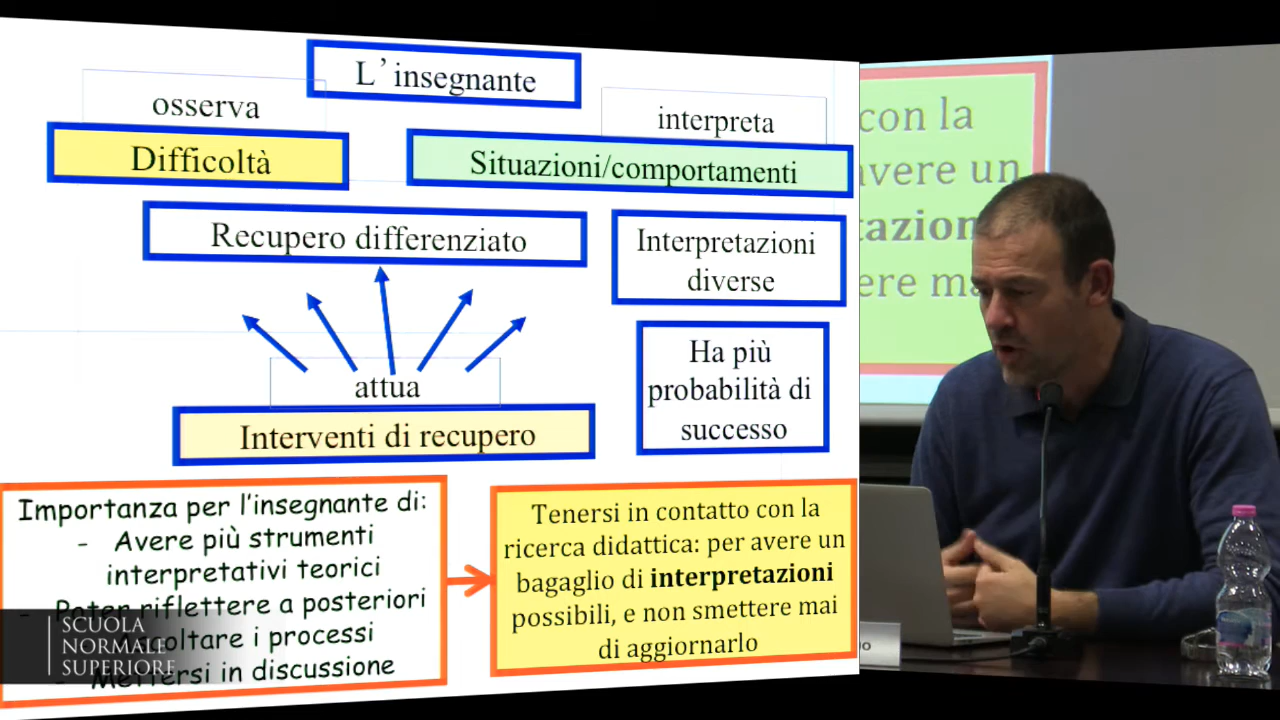 L’insegnante
osserva
interpreta
Difficoltà
Situazioni/comportamenti
Recupero differenziato
Interpretazioni
diverse
Ha più
probabilità di
successo
attua
Interventi di recupero
Importanza per l’insegnante di:
- Avere più strumenti
interpretativi teorici
- Poter riflettere a posteriori
Ascoltare i processi
- Mettersi in discussione
Tenersi in contatto con la
ricerca didattica: per avere un
bagaglio di interpretazioni
possibili, e non smettere mai
di aggiornarlo
SCUOLA
NORMALE
SUPERIORE
con la
avere un
tazion
ere ma